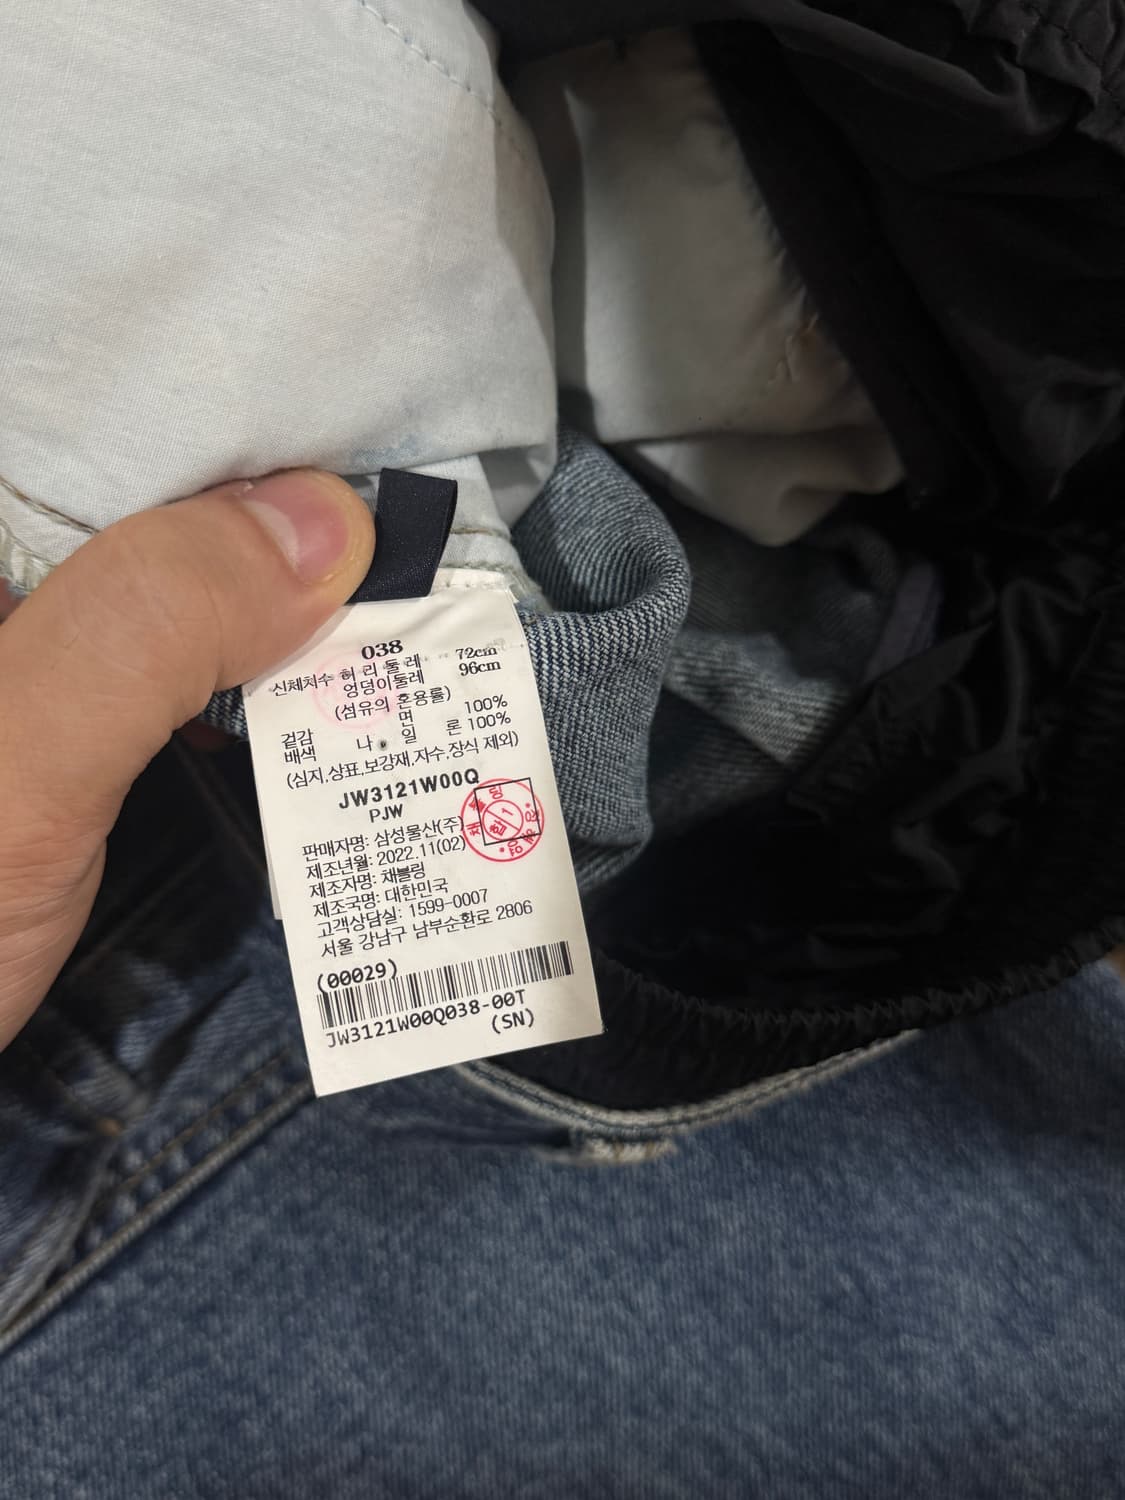 038
신체치수 허리둘레 72cm
엉덩이둘레 96cm
(섬유의 혼용률)
겉감 면 100%
배색 나일론 100%
(심지,상표,보강재,자수,장식 제외)
JW3121W00Q
PJW
판매자명: 삼성물산(주)
제조년월: 2022.11(02)
제조자명: 채블링
제조국명: 대한민국
고객상담실: 1599-0007
서울 강남구 남부순환로 2806
(00029)
JW3121W00Q038-00T
(SN)